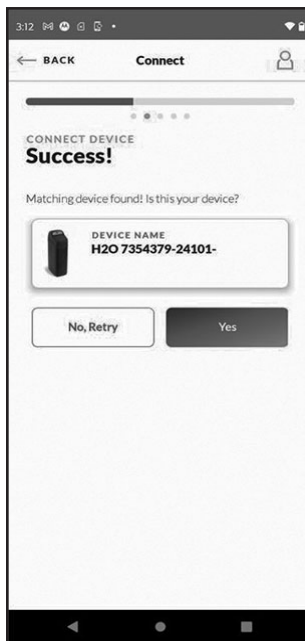 3:12
BACK Connect
CONNECT DEVICE
Success!
Matching device found! Is this your device?
DEVICE NAME
H2O 7354379-24101-
No, Retry Yes